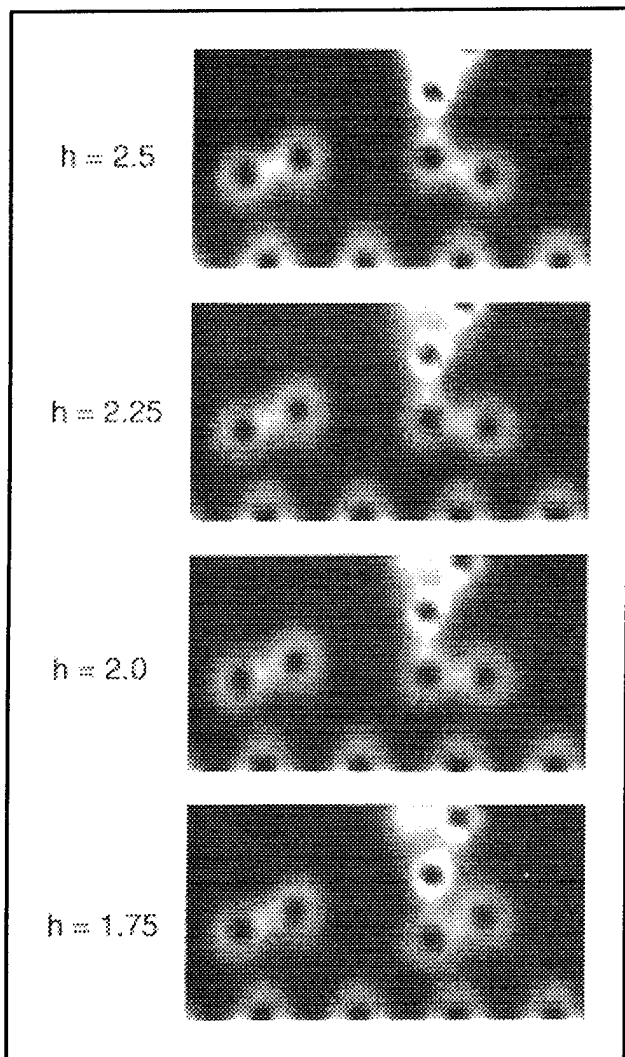 h = 2.5
h = 2.25
h = 2.0
h = 1.75